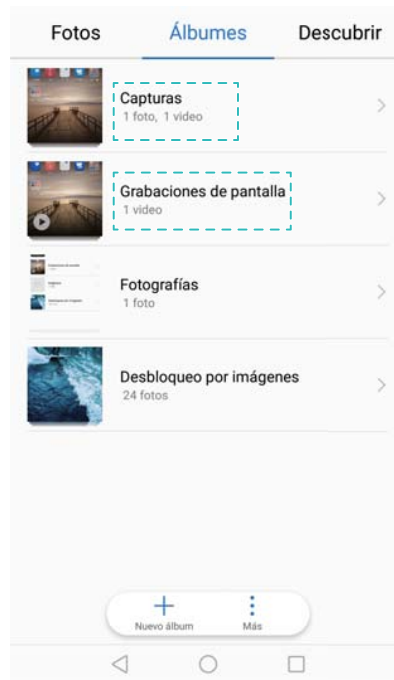 Fotos
Álbumes
Descubrir
Capturas
1 foto, 1 video
Grabaciones de pantalla
1 video
Fotografías
1 foto
Desbloqueo por imágenes
24 fotos
Nuevo álbum
Más